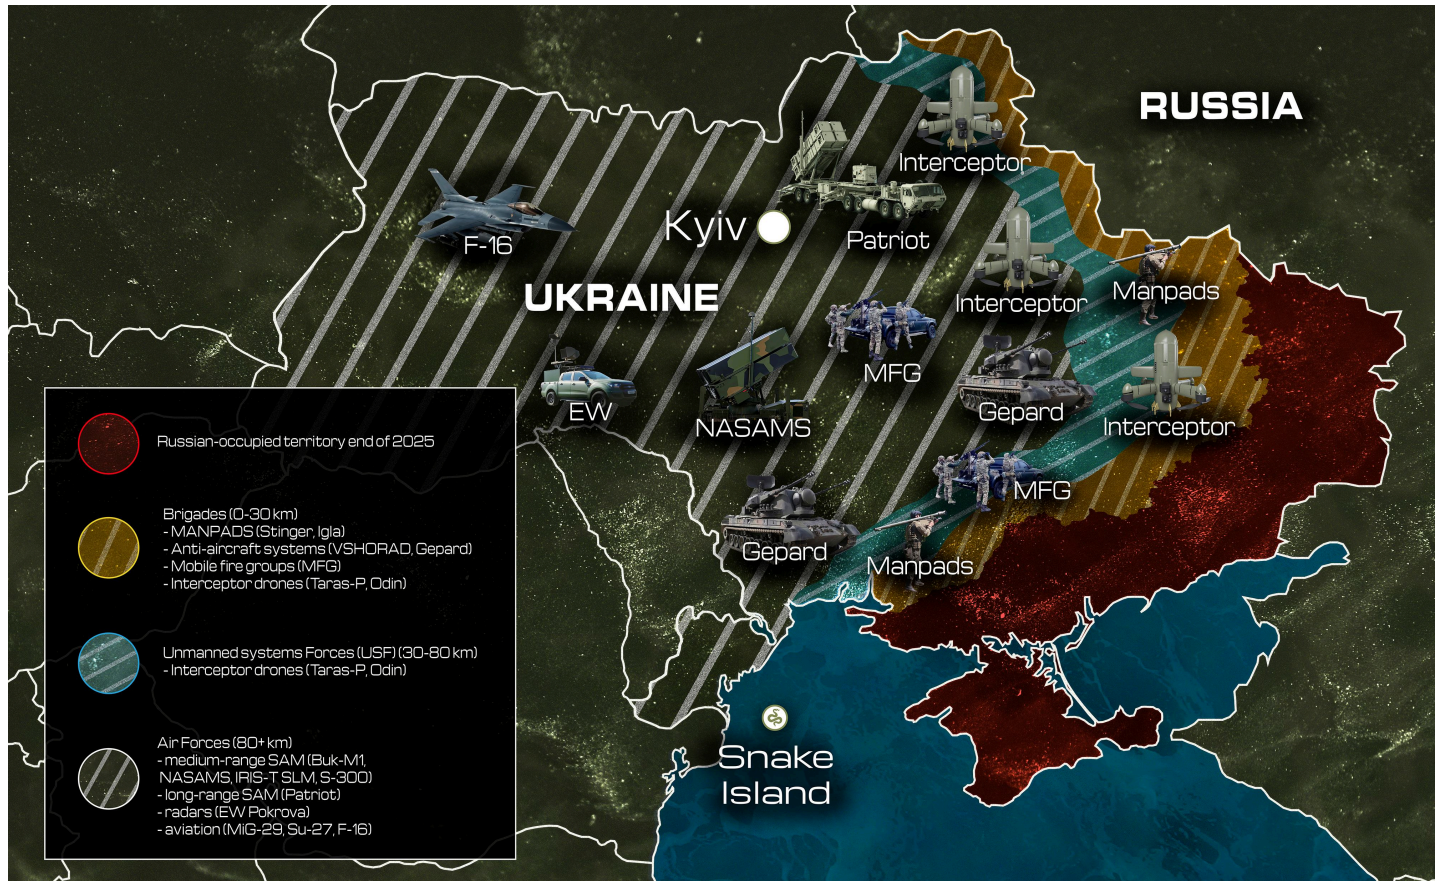 RUSSIA
Interceptor
F-16
Kyiv
Patriot
UKRAINE
Interceptor
Manpads
MFG
EW
NASAMS
Gepard
Interceptor
MFG
Gepard
Manpads
Snake
Island
Russian-occupied territory end of 2025
Brigades (0-30 km)
- MANPADS (Stinger, Igla)
- Anti-aircraft systems (VSHORAD, Gepard)
- Mobile fire groups (MFG)
- Interceptor drones (Taras-P, Odin)
Unmanned systems Forces (USF) (30-80 km)
- Interceptor drones (Taras-P, Odin)
Air Forces (80+ km)
- medium-range SAM (Buk-M1,
NASAMS, IRIS-T SLM, S-300)
- long-range SAM (Patriot)
- radars (EW Pokrova)
- aviation (MiG-29, Su-27, F-16)